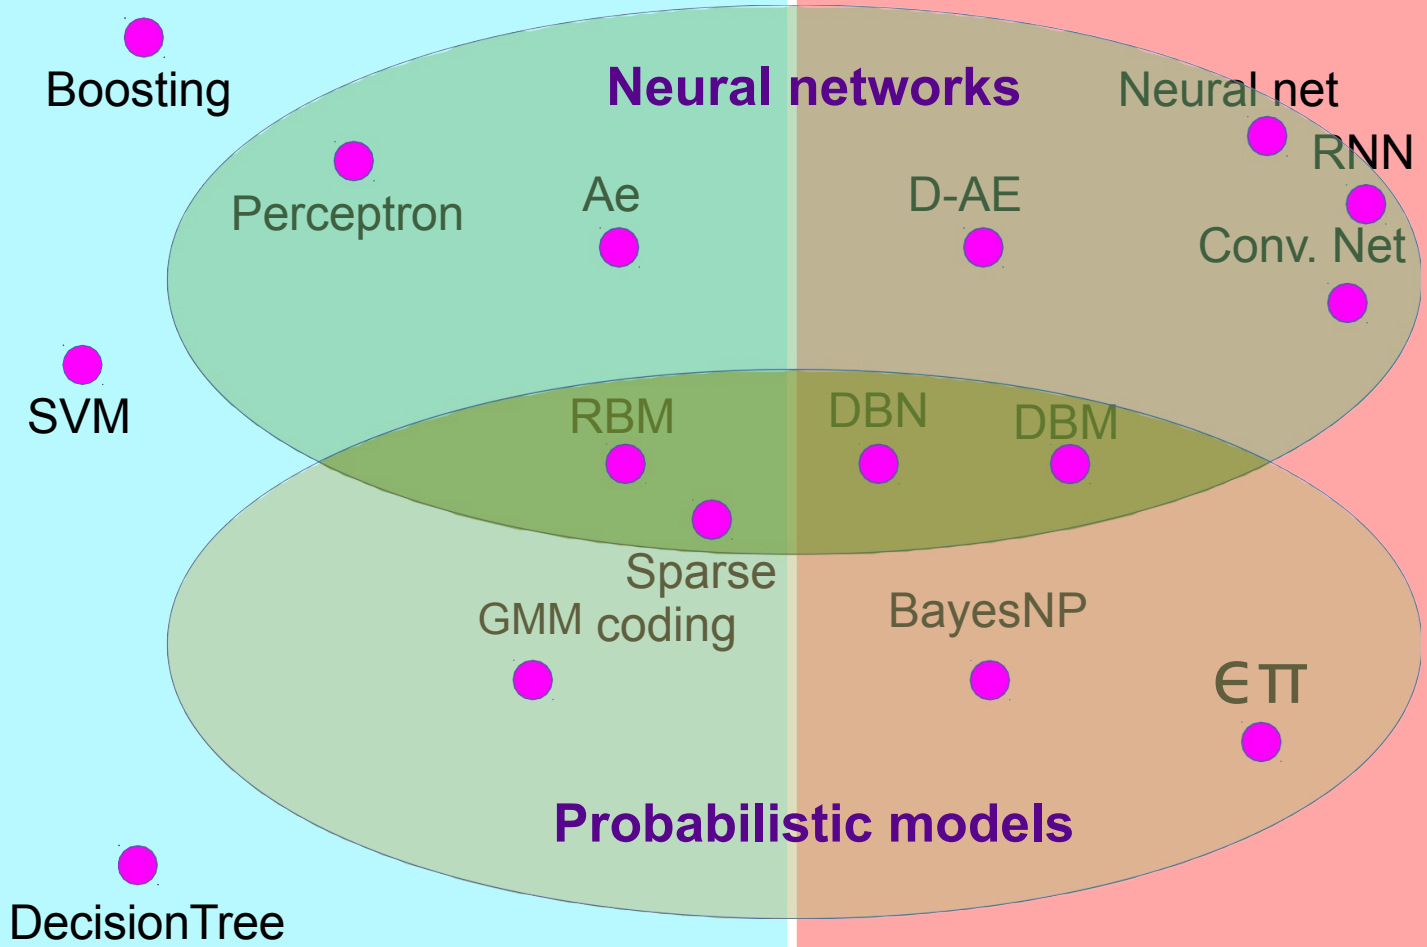 Boosting
Neural networks
Neural net
RNN
Perceptron
Ae
D-AE
Conv. Net
SVM
RBM
DBN
DBM
Sparse
coding
GMM
BayesNP
∈π
Probabilistic models
DecisionTree